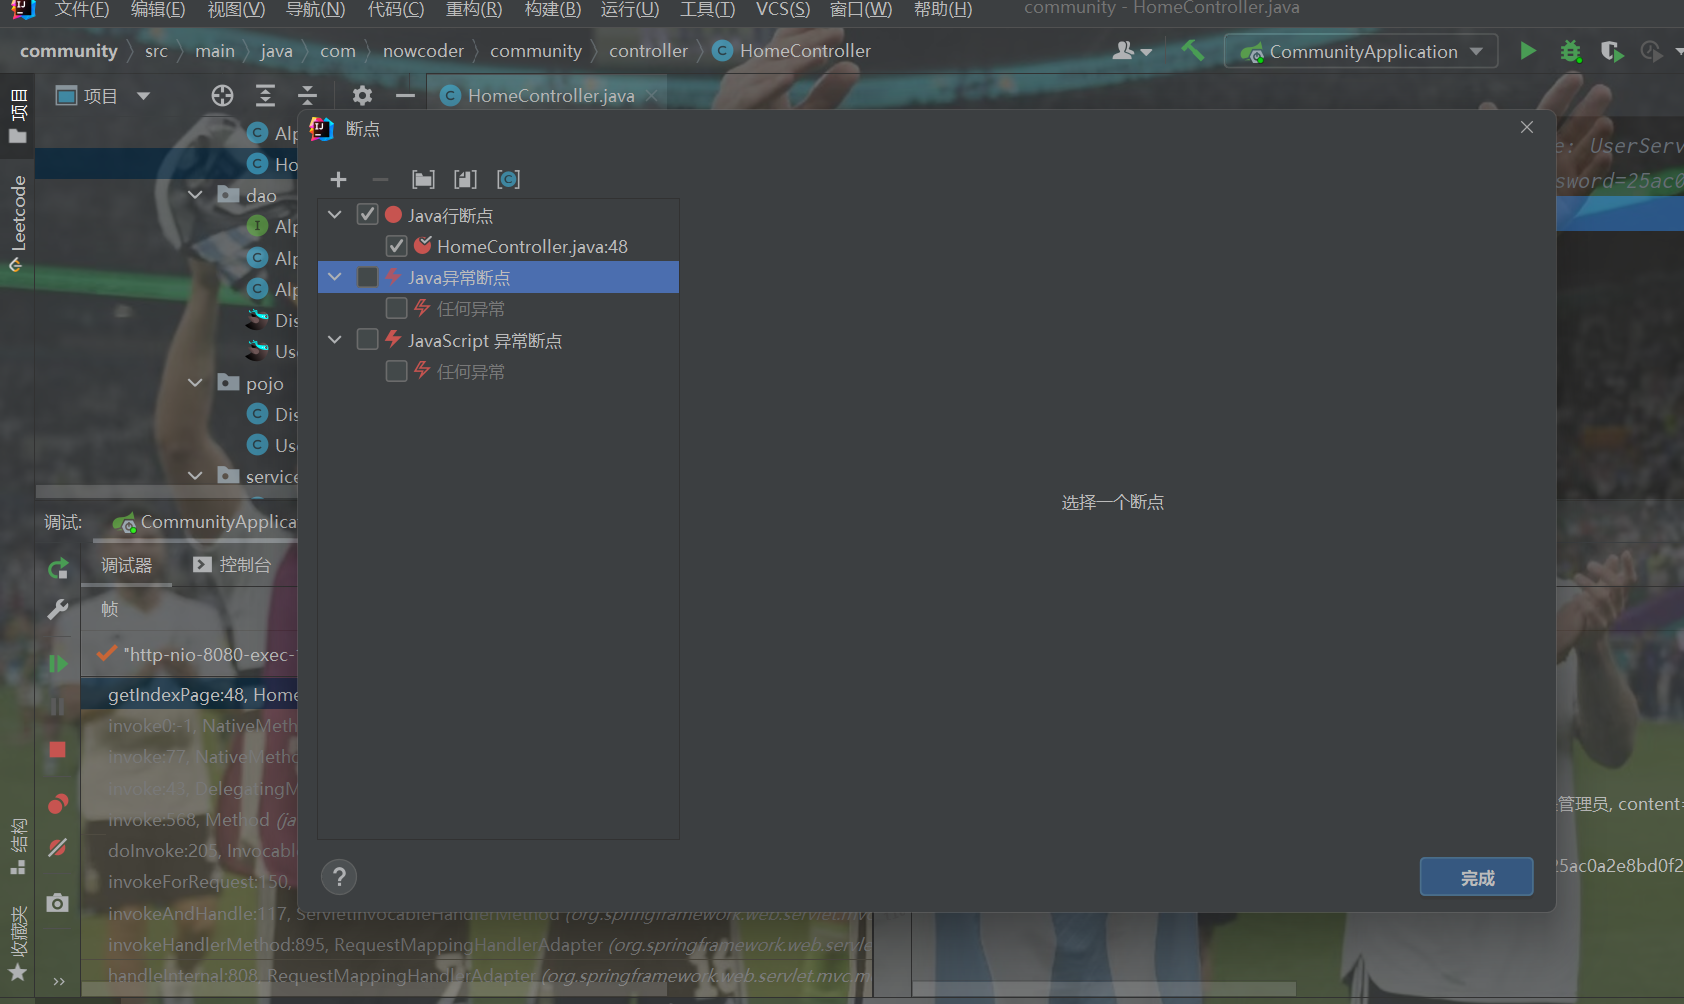 文件(F) 编辑(E) 视图(V) 导航(N) 代码(C) 重构(R) 构建(B) 运行(U) 工具(T) VCS(S) 窗口(W) 帮助(H) community - HomeController.java
community src main java com nowcoder community controller HomeController CommunityApplication
项目 HomeController.java
项目
Leetcode
结构
收藏夹
Alp
Ho
dao
Alp
Alp
Alp
Dis
Use
pojo
Dis
Use
service
e: UserServ
sword=25ac0
断点
Java行断点
HomeController.java:48
Java异常断点
任何异常
JavaScript 异常断点
任何异常
选择一个断点
完成
调试: CommunityApplica
调试器 控制台
帧
"http-nio-8080-exec-
getIndexPage:48, Home
invoke0:-1, NativeMeth
invoke:77, NativeMetho
invoke:43, DelegatingM
invoke:568, Method (ja
doInvoke:205, Invocabl
invokeForRequest:150,
invokeAndHandle:117, ServletInvocableHandlerMethod (org.springframework.web.servlet.mvc
invokeHandlerMethod:895, RequestMappingHandlerAdapter (org.springframework.web.servle
handleInternal:808, RequestMappingHandlerAdapter (org.springframework.web.servlet.mvc.m
管理员, content=
25ac0a2e8bd0f2